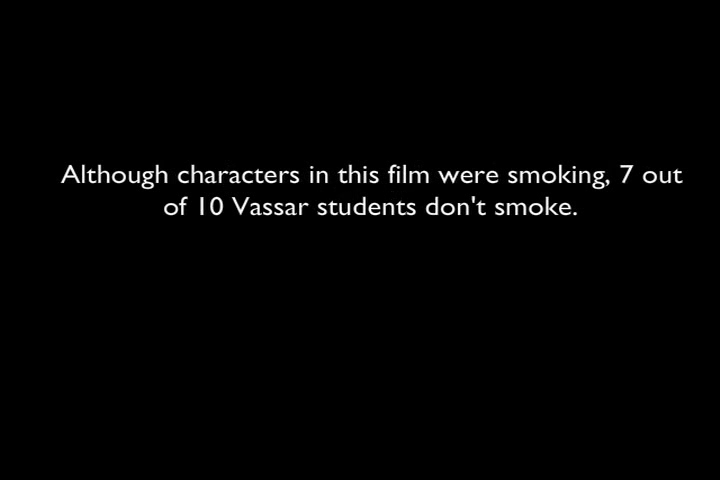 Although characters in this film were smoking, 7 out
of 10 Vassar students don't smoke.